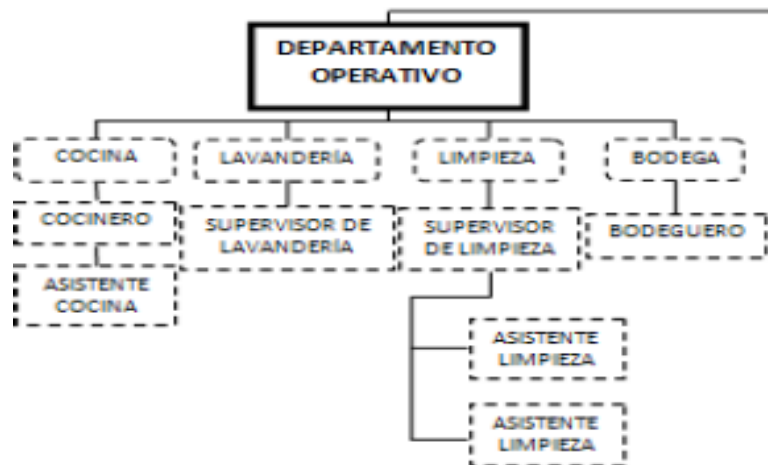 DEPARTAMENTO
OPERATIVO
COCINA
LAVANDERÍA
LIMPIEZA
BODEGA
COCINERO
SUPERVISOR DE
LAVANDERÍA
SUPERVISOR
DE LIMPIEZA
BODEGUERO
ASISTENTE
COCINA
ASISTENTE
LIMPIEZA
ASISTENTE
LIMPIEZA